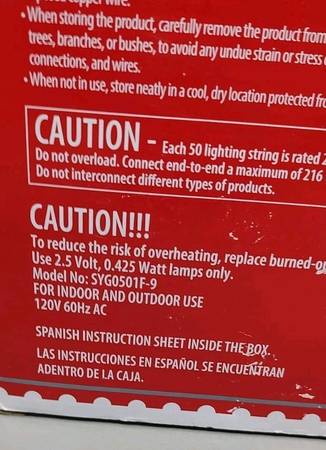 copper wire.
• When storing the product, carefully remove the product from
trees, branches, or bushes, to avoid any undue strain or stress
connections, and wires.
• When not in use, store neatly in a cool, dry location protected
CAUTION - Each 50 lighting string is rated
Do not overload. Connect end-to-end a maximum of 216
Do not interconnect different types of products.
CAUTION!!!
To reduce the risk of overheating, replace burned-
Use 2.5 Volt, 0.425 Watt lamps only.
Model No: SYG0501F-9
FOR INDOOR AND OUTDOOR USE
120V 60Hz AC
SPANISH INSTRUCTION SHEET INSIDE THE BOX.
LAS INSTRUCCIONES EN ESPAÑOL SE ENCUENTRAN
ADENTRO DE LA CAJA.